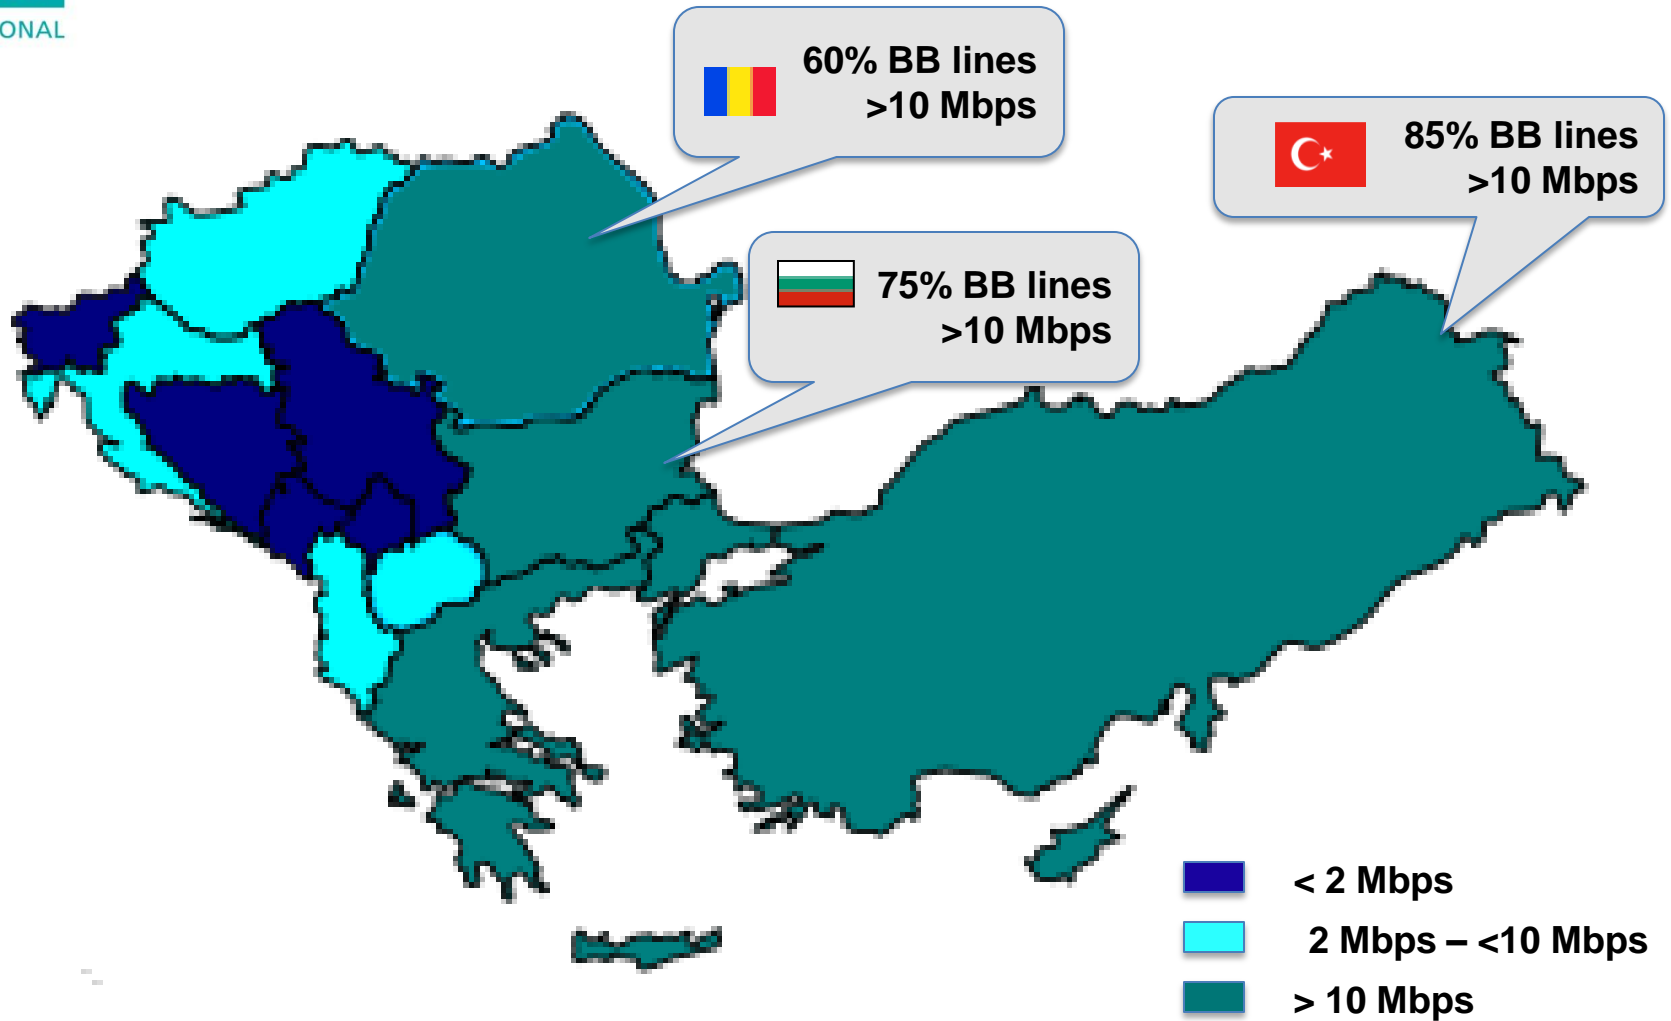 ONAL
60% BB lines
>10 Mbps
85% BB lines
>10 Mbps
75% BB lines
>10 Mbps
< 2 Mbps
2 Mbps – <10 Mbps
> 10 Mbps